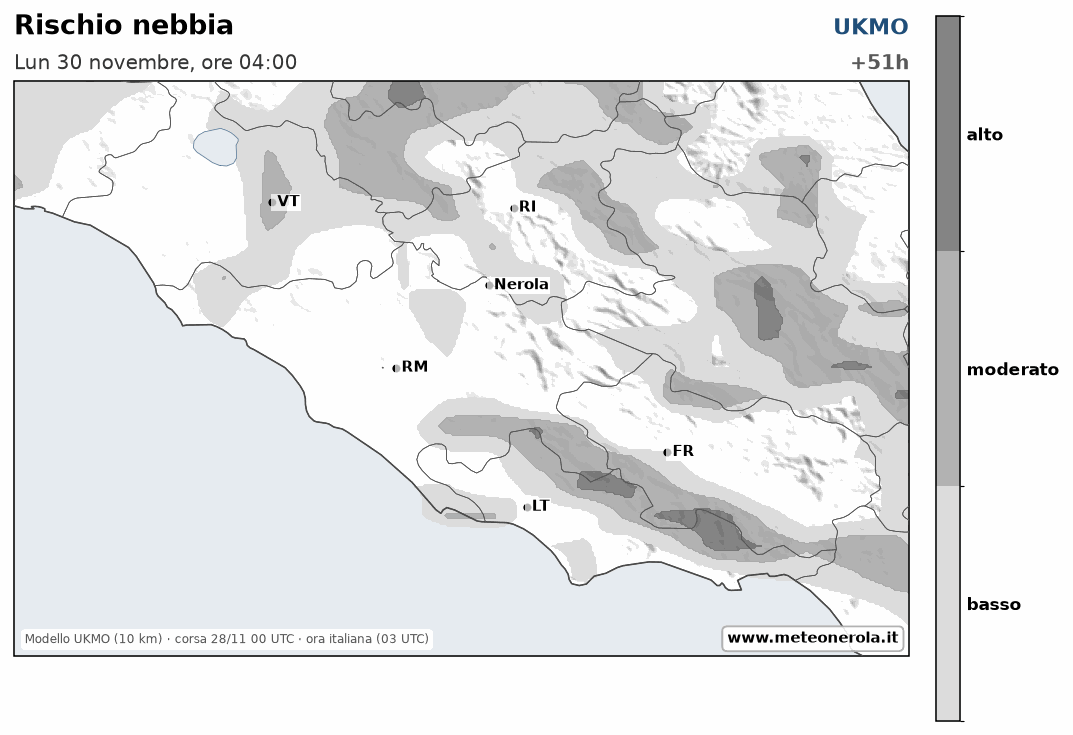 Rischio nebbia
UKMO
Lun 30 novembre, ore 04:00
+51h
alto
VT
RI
Nerola
RM
moderato
FR
LT
basso
Modello UKMO (10 km) · corsa 28/11 00 UTC · ora italiana (03 UTC)
www.meteonerola.it